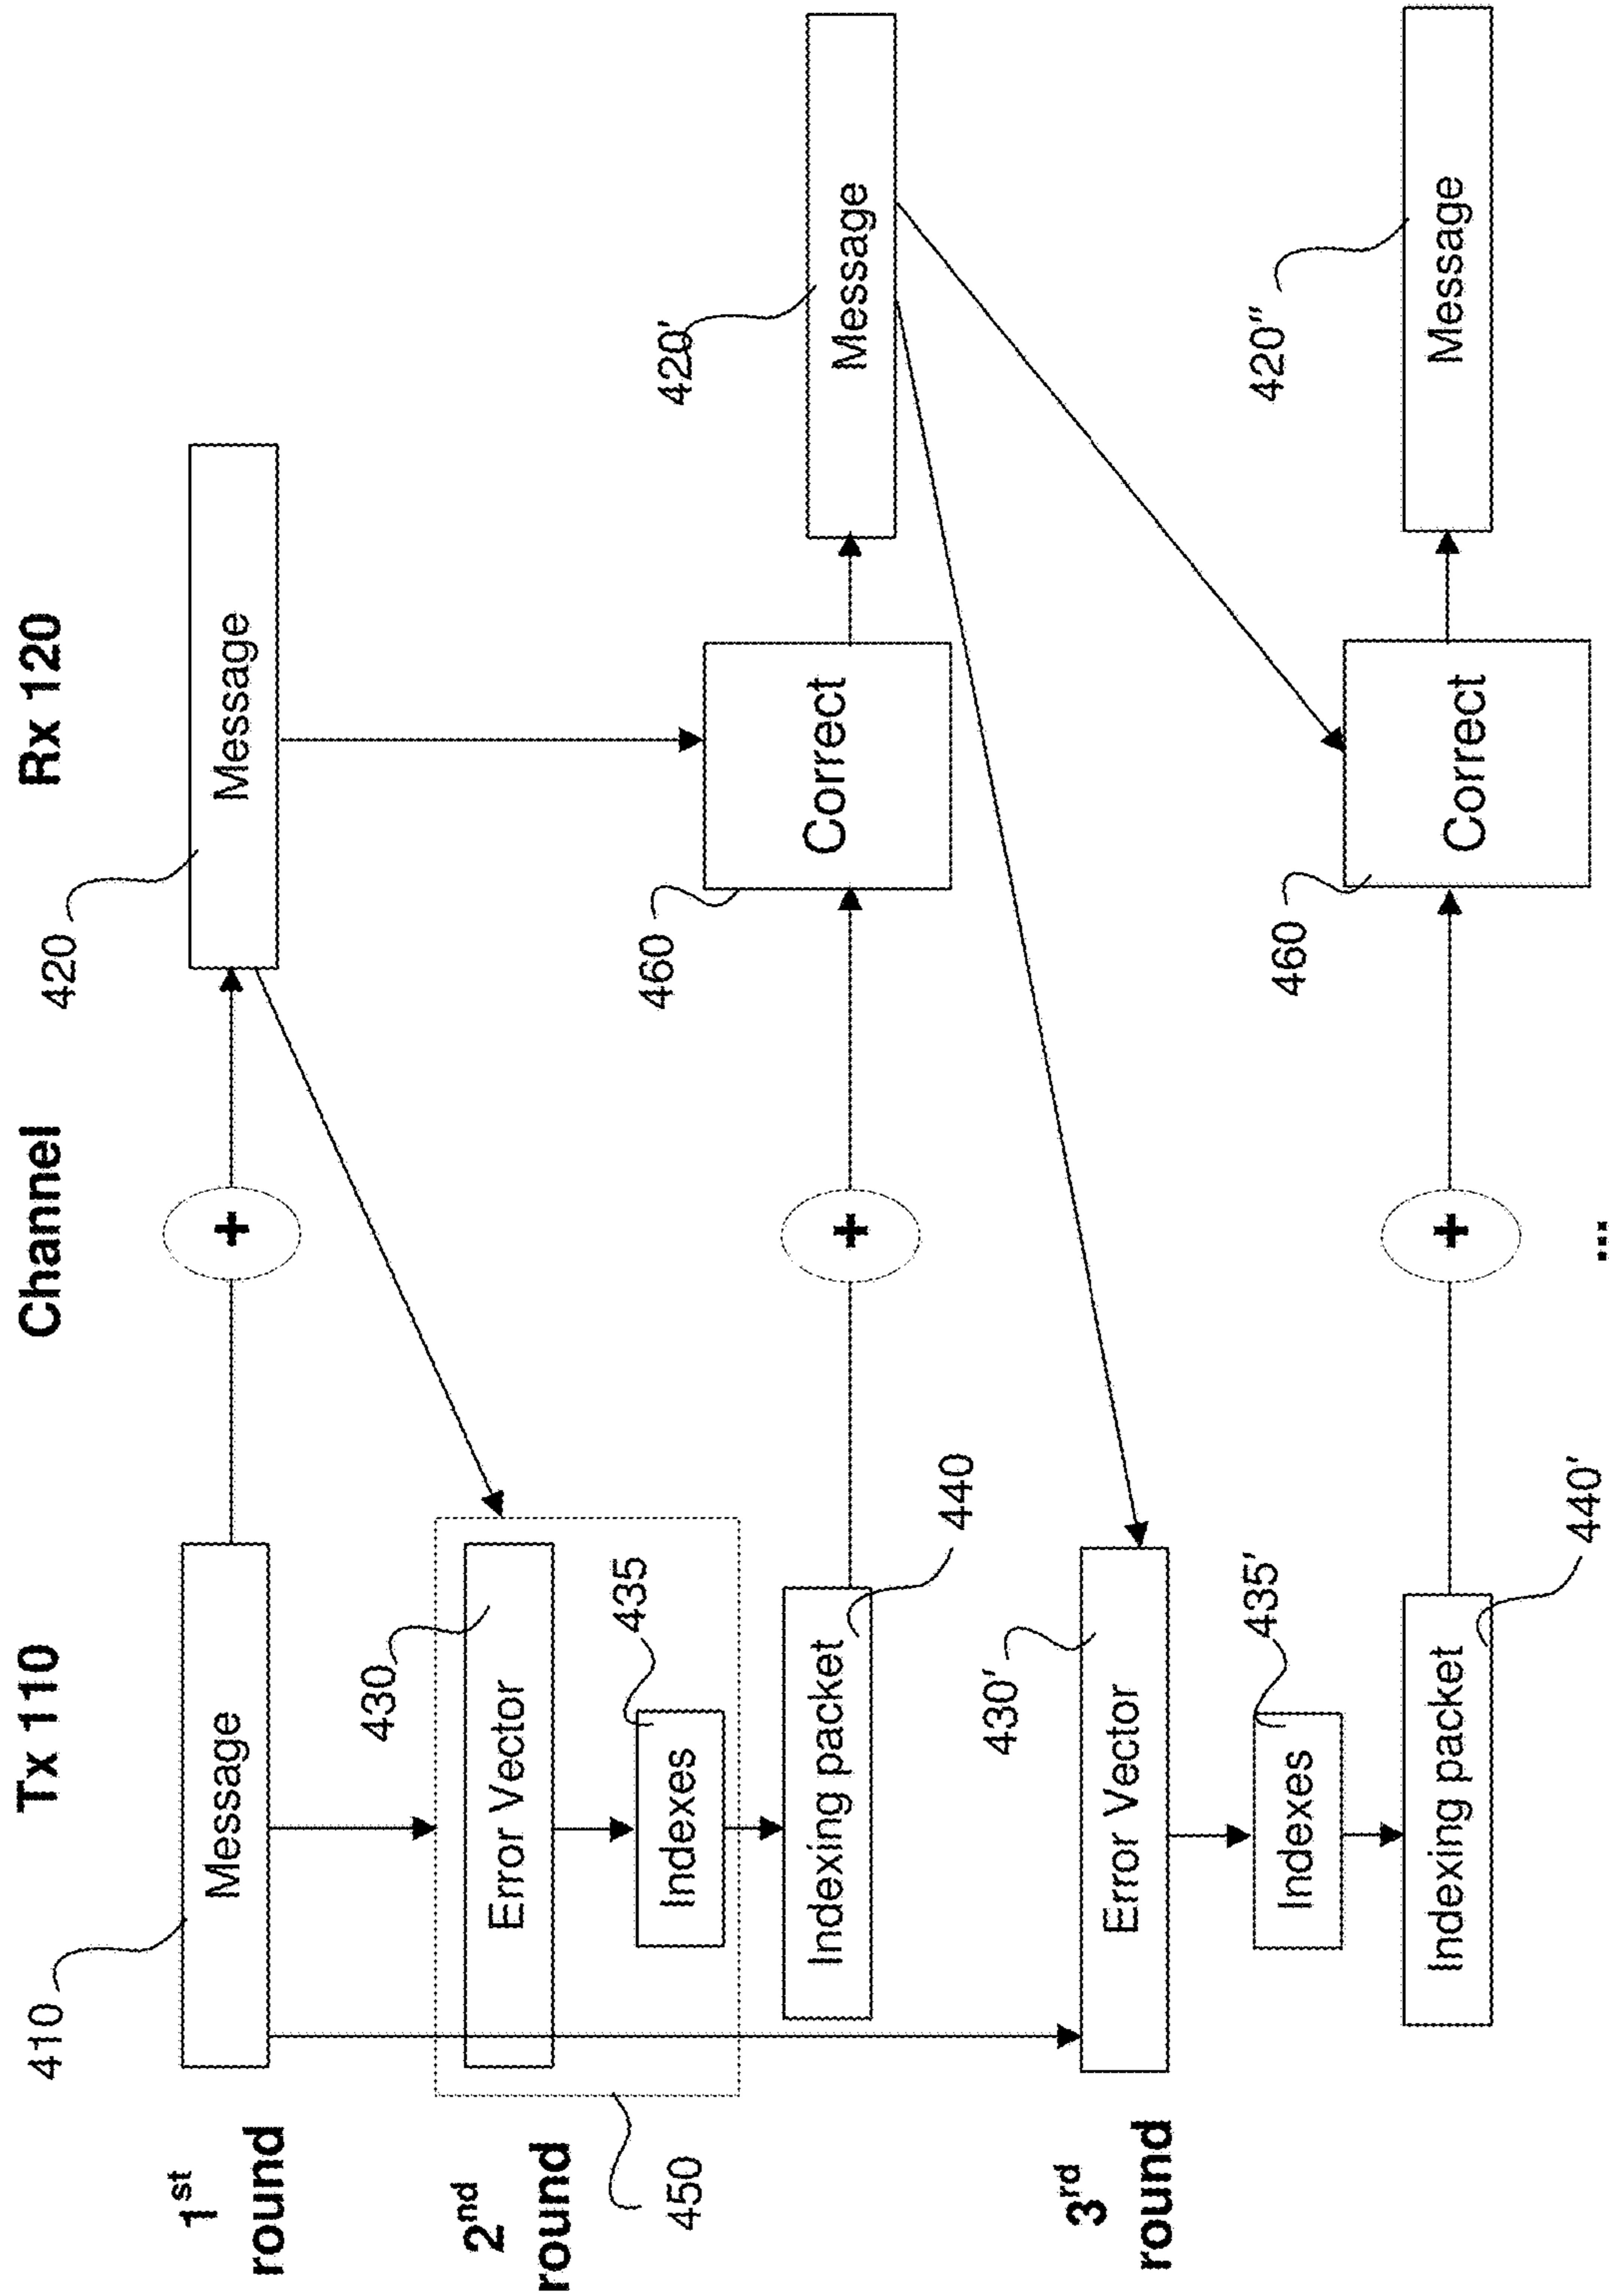 Tx 110
Channel
Rx 120
1st
round
410
Message
+
420
Message
2nd
round
450
430
Error Vector
435
Indexes
Indexing packet
440
+
460
Correct
420'
Message
3rd
round
430'
Error Vector
435'
Indexes
Indexing packet
440'
+
460
Correct
420''
Message
...